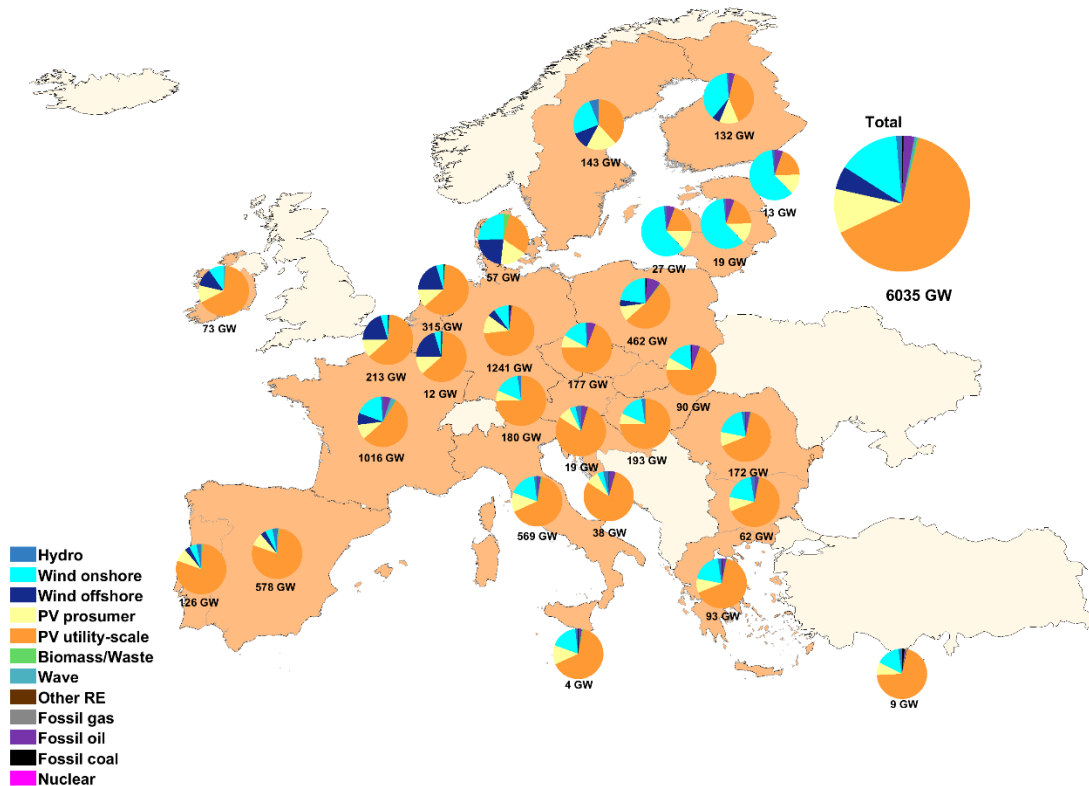 Total
132 GW
143 GW
13 GW
27 GW
19 GW
57 GW
6035 GW
73 GW
315 GW
462 GW
213 GW
12 GW
1241 GW
177 GW
90 GW
180 GW
1016 GW
19 GW
193 GW
172 GW
569 GW
38 GW
62 GW
126 GW
578 GW
93 GW
4 GW
9 GW
Hydro
Wind onshore
Wind offshore
PV prosumer
PV utility-scale
Biomass/Waste
Wave
Other RE
Fossil gas
Fossil oil
Fossil coal
Nuclear